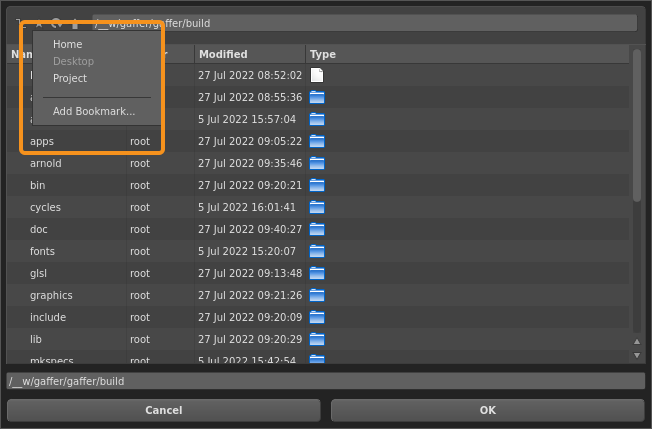 /__w/gaffer/gaffer/build
Modified Type
Home
Desktop
Project
Add Bookmark...
27 Jul 2022 08:52:02
27 Jul 2022 08:55:36
5 Jul 2022 15:57:04
apps root 27 Jul 2022 09:05:22
arnold root 27 Jul 2022 09:35:46
bin root 27 Jul 2022 09:20:21
cycles root 5 Jul 2022 16:01:41
doc root 27 Jul 2022 09:40:27
fonts root 5 Jul 2022 15:20:07
glsl root 27 Jul 2022 09:13:48
graphics root 27 Jul 2022 09:21:26
include root 27 Jul 2022 09:20:09
lib root 27 Jul 2022 09:20:29
mkspecs root 5 Jul 2022 15:42:54
/__w/gaffer/gaffer/build
Cancel OK